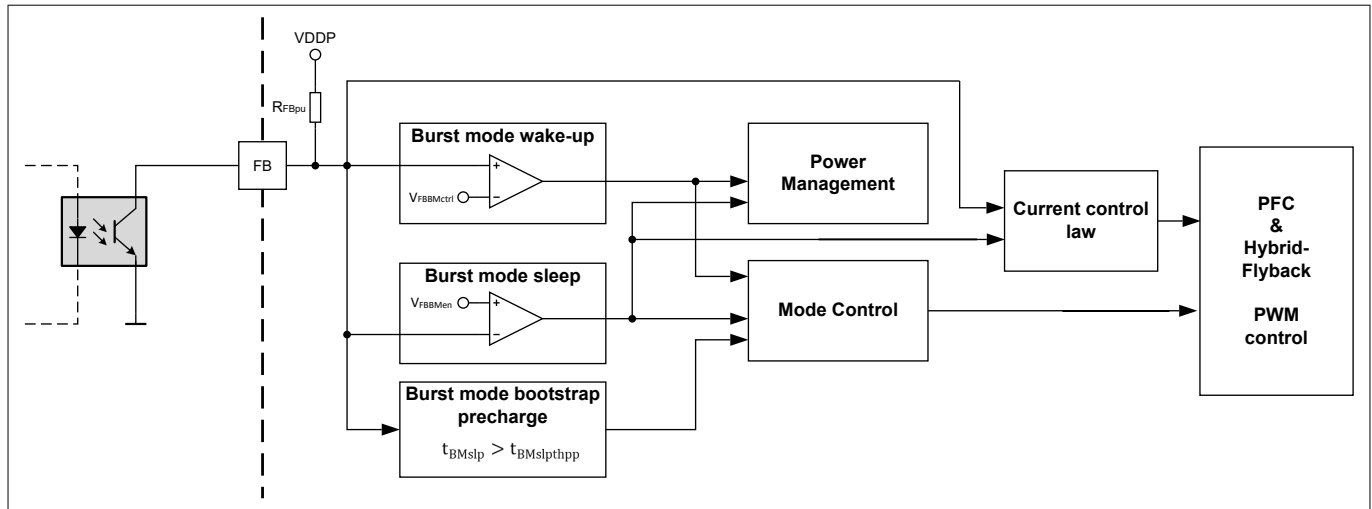 VDDP
RFBpu
FB
Burst mode wake-up
+
VFBBMctrl
−
Power
Management
Current control
law
PFC
&
Hybrid-
Flyback
PWM
control
Burst mode sleep
VFBBMen
+
−
Mode Control
Burst mode bootstrap
precharge
tBMslp > tBMslpthpp